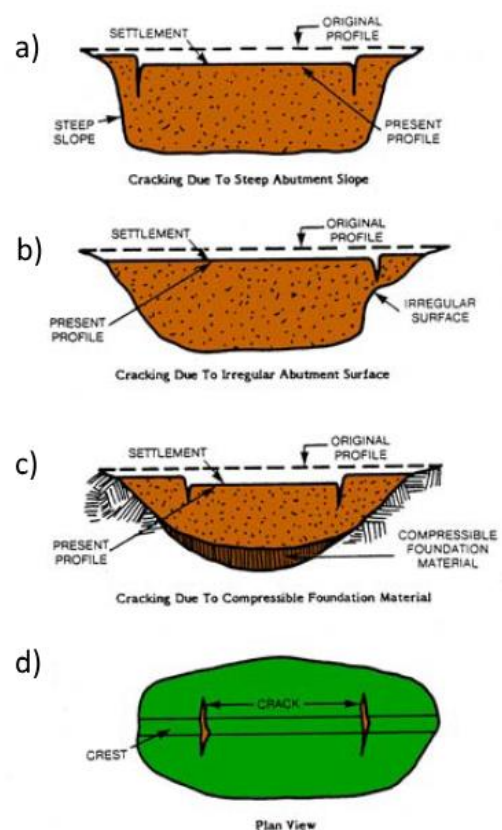 a)
SETTLEMENT
ORIGINAL
PROFILE
STEEP
SLOPE
PRESENT
PROFILE
Cracking Due To Steep Abutment Slope
b)
SETTLEMENT
ORIGINAL
PROFILE
PRESENT
PROFILE
IRREGULAR
SURFACE
Cracking Due To Irregular Abutment Surface
c)
SETTLEMENT
ORIGINAL
PROFILE
PRESENT
PROFILE
COMPRESSIBLE
FOUNDATION
MATERIAL
Cracking Due To Compressible Foundation Material
d)
CRACK
CREST
Plan View